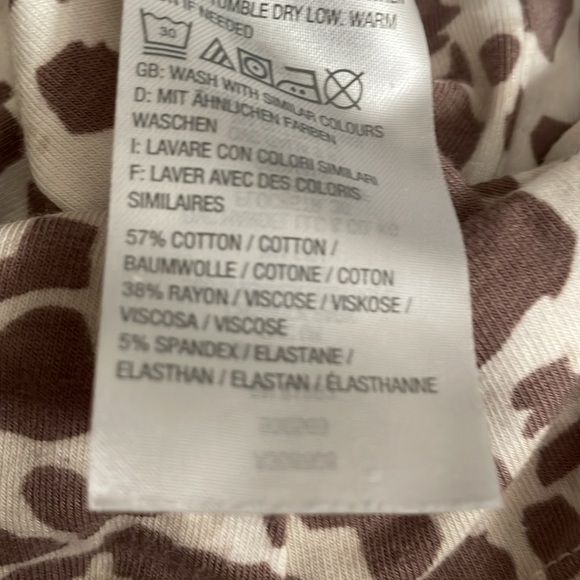 TUMBLE DRY LOW. WARM
IF NEEDED
30
GB: WASH WITH SIMILAR COLOURS
D: MIT ÄHNLICHEN FARBEN
WASCHEN
I: LAVARE CON COLORI SIMILARI
F: LAVER AVEC DES COLORIS
SIMILAIRES
57% COTTON / COTTON /
BAUMWOLLE / COTONE / COTON
38% RAYON / VISCOSE / VISKOSE /
VISCOSA / VISCOSE
5% SPANDEX / ELASTANE /
ELASTHAN / ELASTAN / ÉLASTHANNE